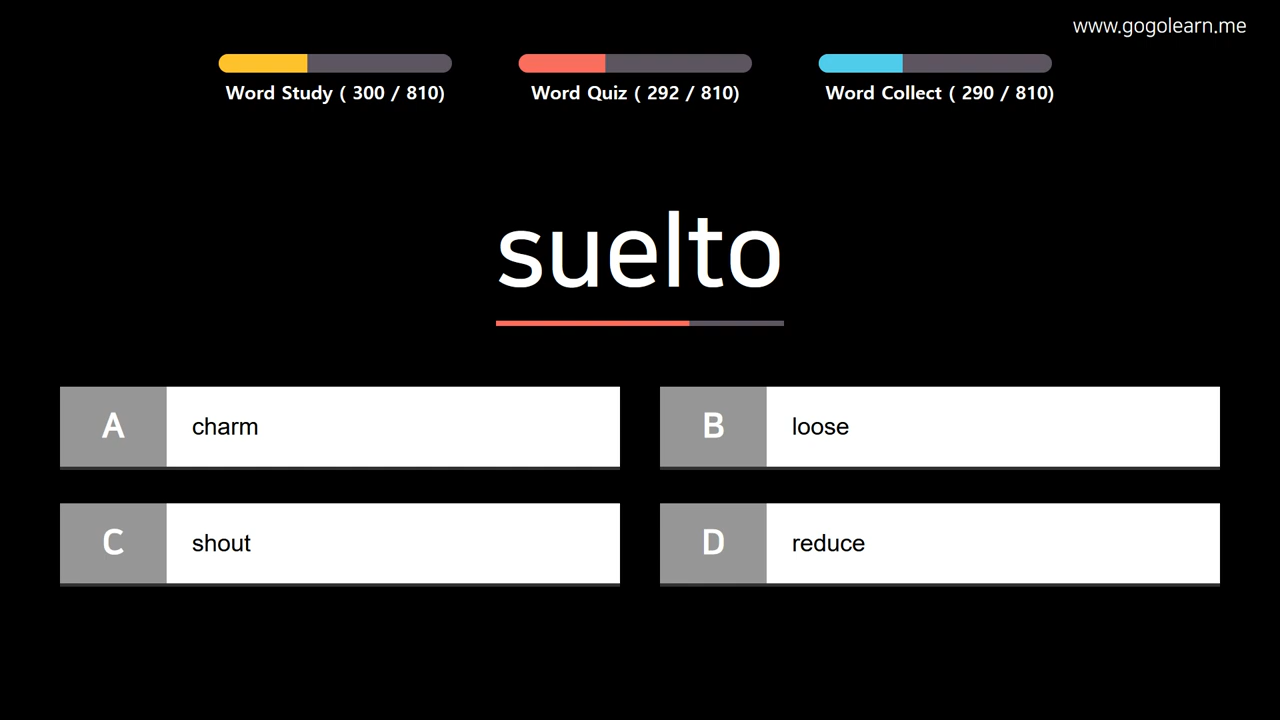 www.gogolearn.me
Word Study ( 300 / 810)
Word Quiz ( 292 / 810)
Word Collect ( 290 / 810)
suelto
A charm
B loose
C shout
D reduce